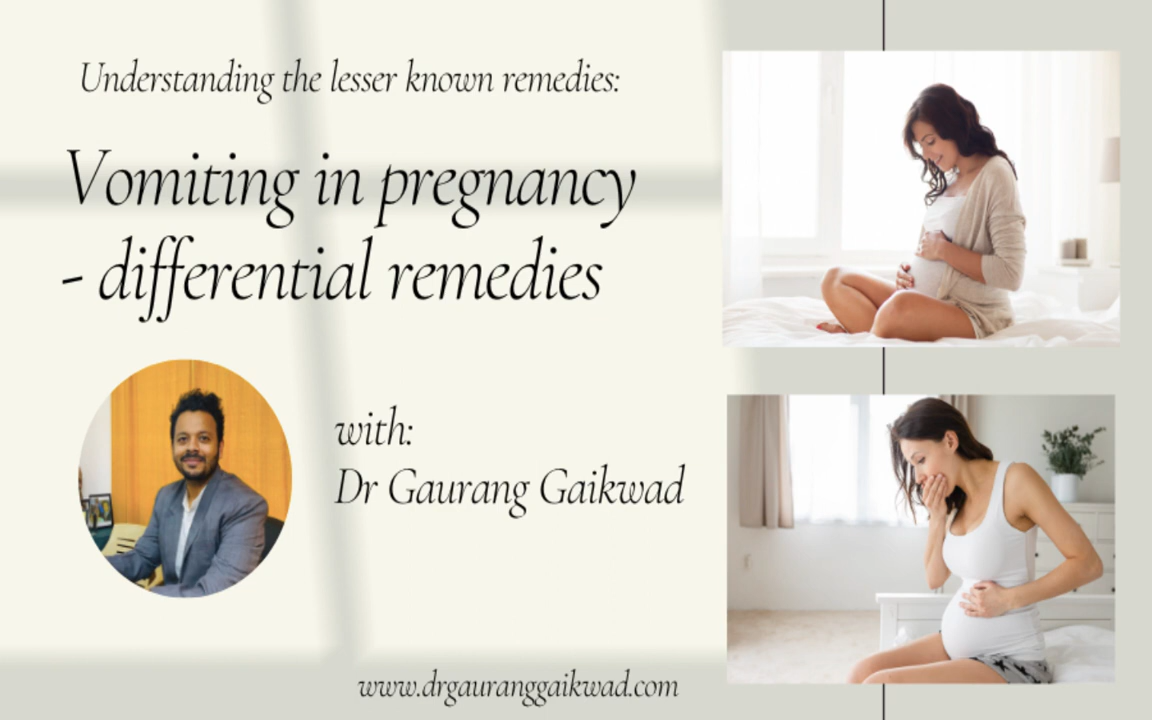 Understanding the lesser known remedies:
Vomiting in pregnancy
- differential remedies
with:
Dr Gaurang Gaikwad
www.drgauranggaikwad.com